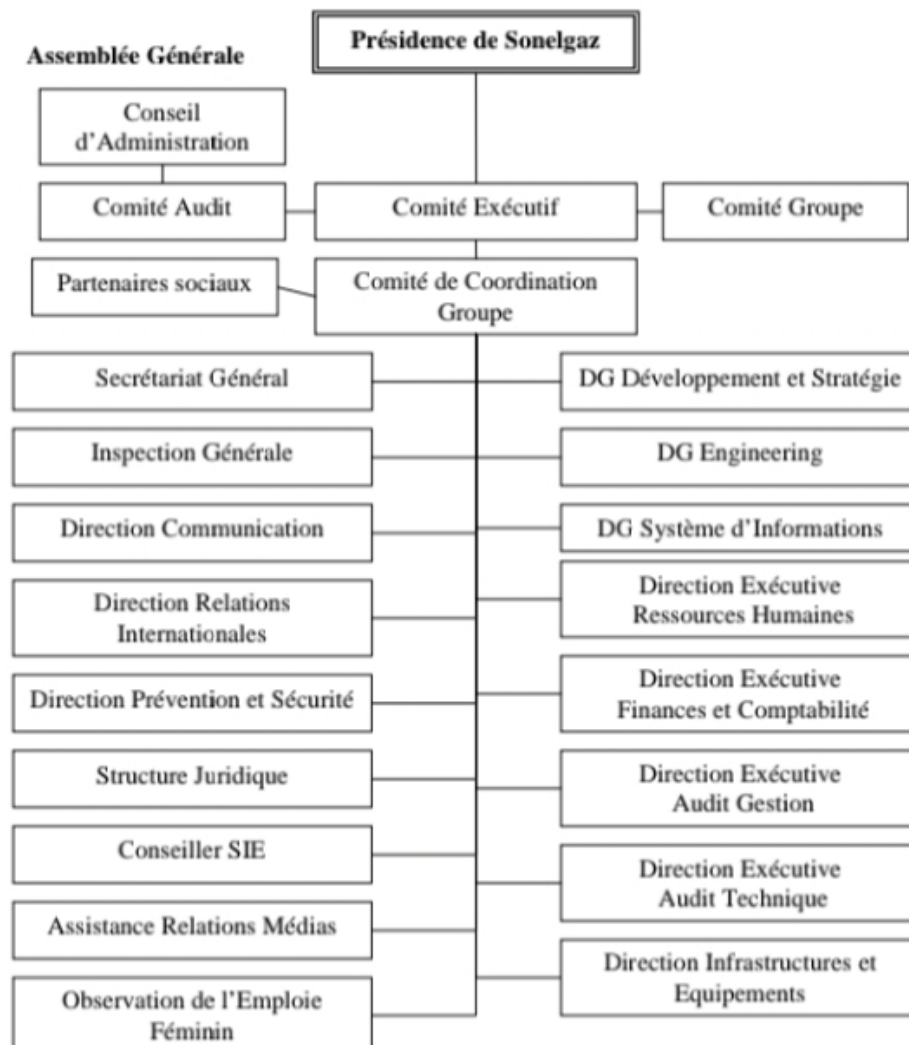 Présidence de Sonelgaz
Assemblée Générale
Conseil
d'Administration
Comité Audit
Comité Exécutif
Comité Groupe
Partenaires sociaux
Comité de Coordination
Groupe
Secrétariat Général
DG Développement et Stratégie
Inspection Générale
DG Engineering
Direction Communication
DG Système d'Informations
Direction Relations
Internationales
Direction Exécutive
Ressources Humaines
Direction Prévention et Sécurité
Direction Exécutive
Finances et Comptabilité
Structure Juridique
Direction Exécutive
Audit Gestion
Conseiller SIE
Direction Exécutive
Audit Technique
Assistance Relations Médias
Direction Infrastructures et
Equipements
Observation de l'Emploie
Féminin